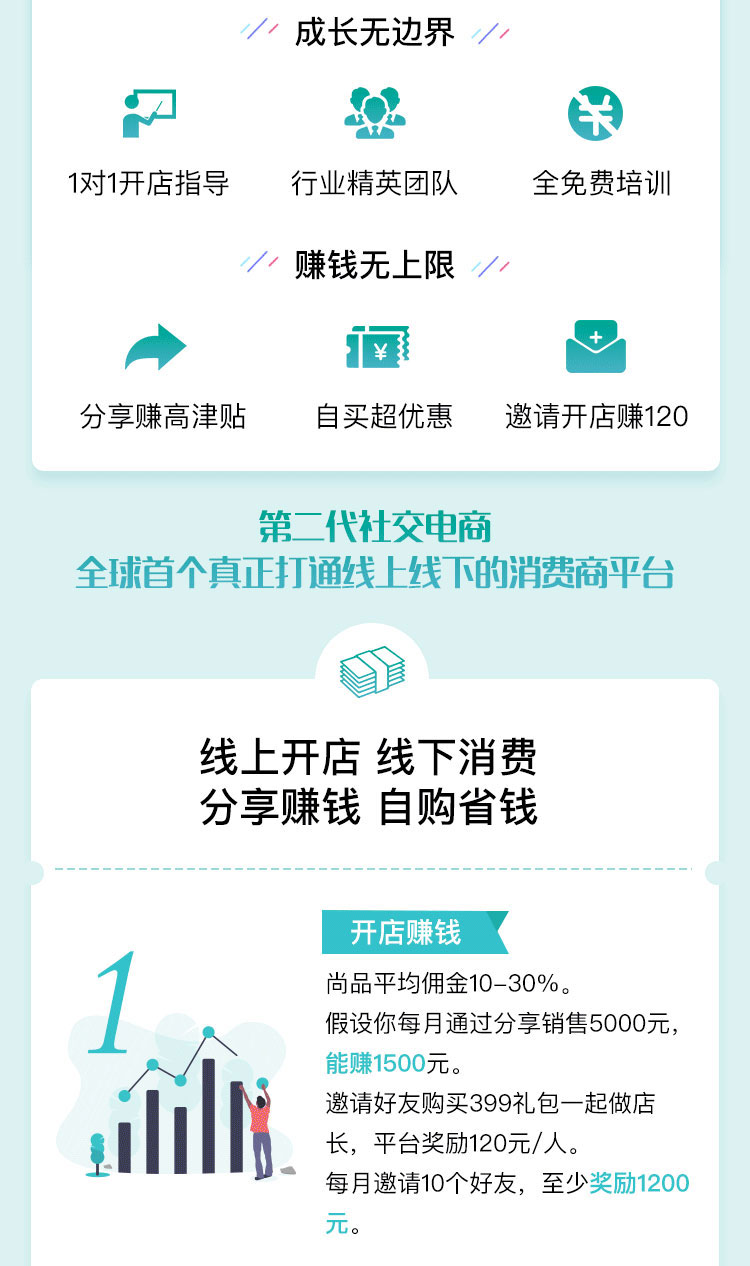 成长无边界
1对1开店指导 行业精英团队 全免费培训
赚钱无上限
¥
分享赚高津贴 自买超优惠 邀请开店赚120
第二代社交电商
全球首个真正打通线上线下的消费商平台
线上开店 线下消费
分享赚钱 自购省钱
开店赚钱
1
尚品平均佣金10-30%。
假设你每月通过分享销售5000元，
能赚1500元。
邀请好友购买399礼包一起做店
长，平台奖励120元/人。
每月邀请10个好友，至少奖励1200
元。